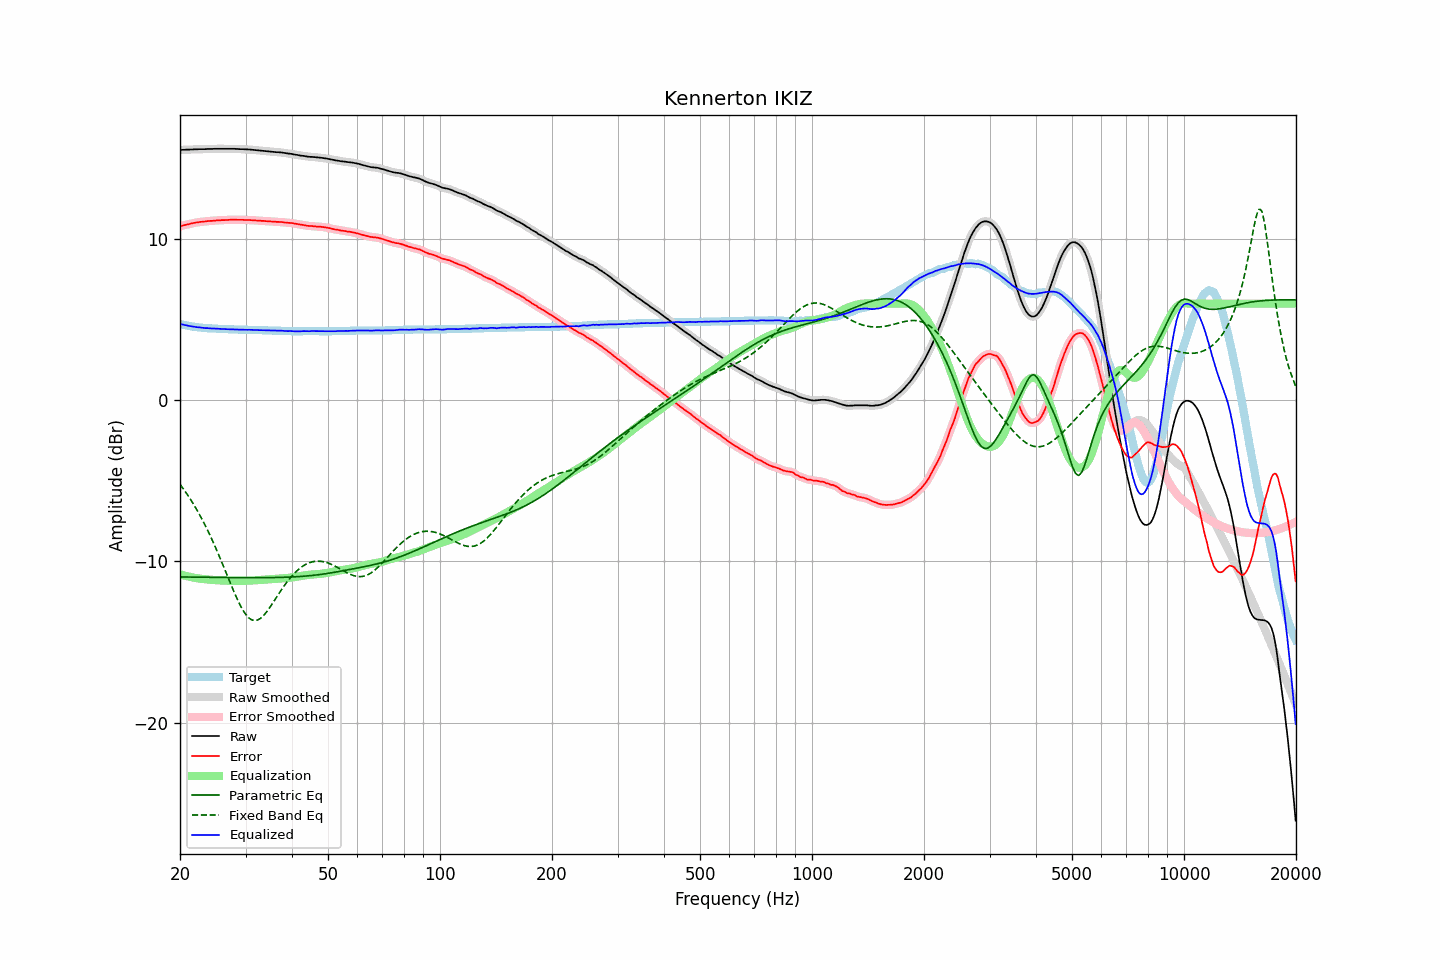 Kennerton IKIZ
Amplitude (dBr)
10
0
−10
−20
Target
Raw Smoothed
Error Smoothed
Raw
Error
Equalization
Parametric Eq
Fixed Band Eq
Equalized
20 50 100 200 500 1000 2000 5000 10000 20000
Frequency (Hz)